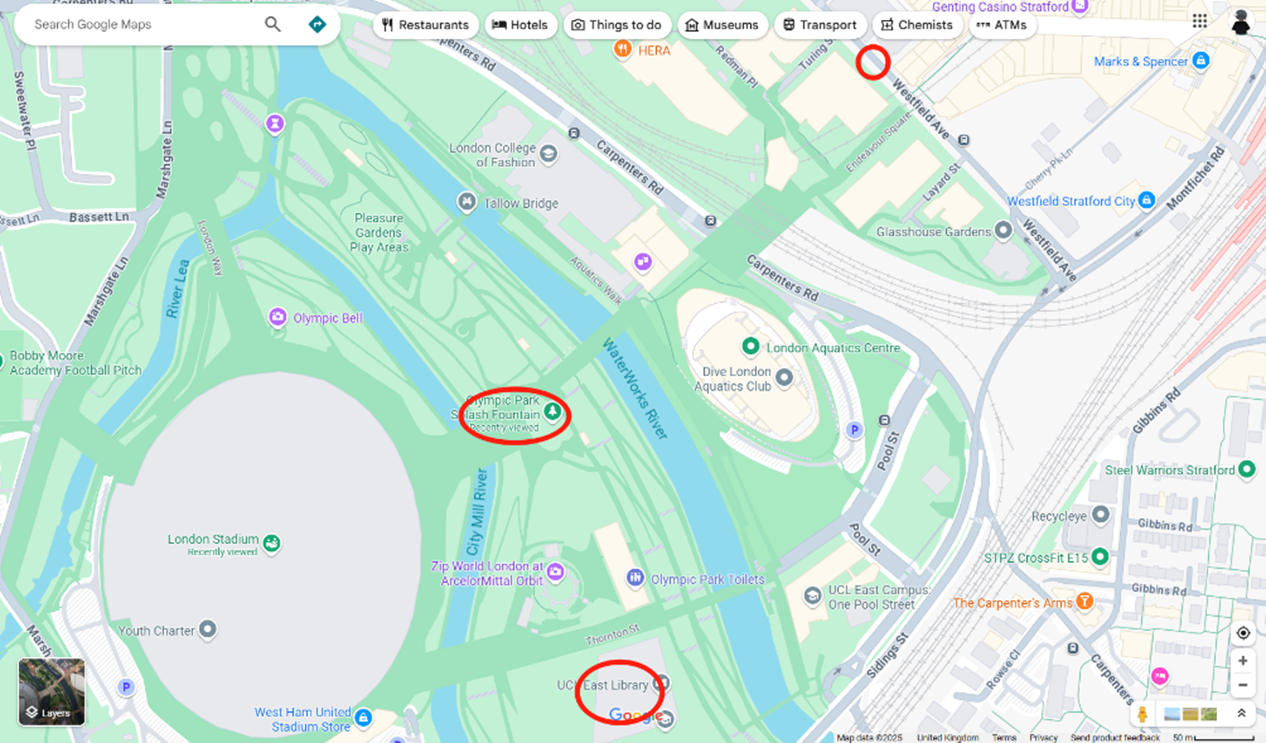 Search Google Maps
Restaurants
Hotels
Things to do
Museums
Transport
Chemists
ATMs
Genting Casino Stratford
HERA
Carpenters Rd
Redman Pl
Turing St
Marks & Spencer
Westfield Ave
Sweetwater Pl
Marshgate Ln
London College
of Fashion
Carpenters Rd
Endeavour Square
Layard St
Cherry Pk Ln
Montfichet Rd
Tallow Bridge
Westfield Stratford City
Bassett Ln
Bassett Ln
London Way
Pleasure
Gardens
Play Areas
Glasshouse Gardens
Westfield Ave
Marshgate Ln
River Lea
Aquatics Walk
Carpenters Rd
Olympic Bell
WaterWorks River
London Aquatics Centre
Bobby Moore
Academy Football Pitch
Dive London
Aquatics Club
Olympic Park
Splash Fountain
Recently viewed
P
Pool St
Gibbins Rd
Steel Warriors Stratford
City Mill River
Recycleye
Gibbins Rd
London Stadium
Recently viewed
Pool St
STPZ CrossFit E15
Zip World London at
ArcelorMittal Orbit
Olympic Park Toilets
UCL East Campus:
One Pool Street
Gibbins Rd
The Carpenter's Arms
Youth Charter
Thornton St
Marsh
Sidings St
Rowse Cl
Carpenters
UCL East Library
P
Layers
West Ham United
Stadium Store
Google
Map data ©2025
United Kingdom
Terms
Privacy
Send product feedback
50 m